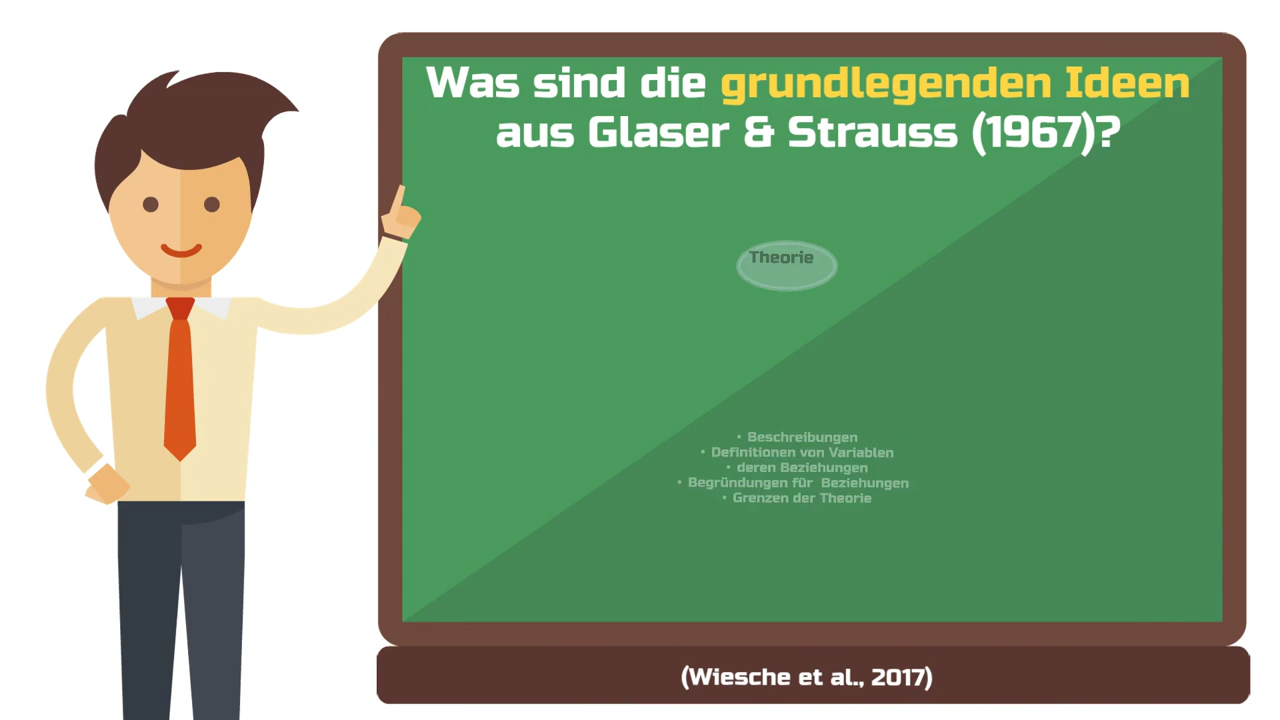 Was sind die grundlegenden Ideen
aus Glaser & Strauss (1967)?
Theorie
• Beschreibungen
• Definitionen von Variablen
• deren Beziehungen
• Begründungen für Beziehungen
• Grenzen der Theorie
(Wiesche et al., 2017)